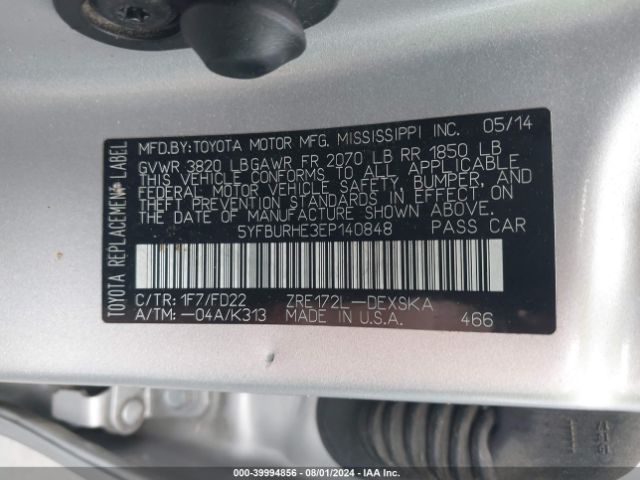 TOYOTA REPLACEMENT LABEL
MFD.BY:TOYOTA MOTOR MFG. MISSISSIPPI INC. 05/14
GVWR 3820 LBGAWR FR 2070 LB RR 1850 LB
THIS VEHICLE CONFORMS TO ALL APPLICABLE
FEDERAL MOTOR VEHICLE SAFETY, BUMPER, AND
THEFT PREVENTION STANDARDS IN EFFECT ON
THE DATE OF MANUFACTURE SHOWN ABOVE.
5YFBURHE3EP140848 PASS CAR
C/TR: 1F7/FD22 ZRE172L—DEXSKA
A/TM: —04A/K313 MADE IN U.S.A. 466
000-39994856 - 08/01/2024 - IAA Inc.